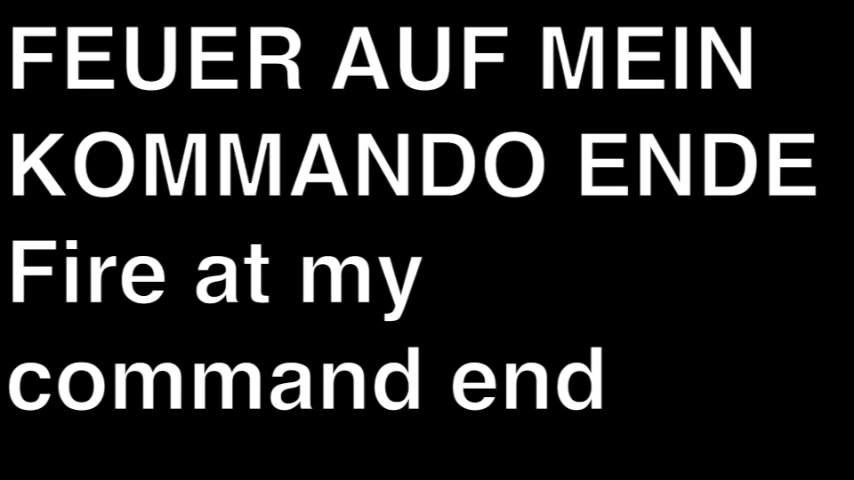 FEUER AUF MEIN
KOMMANDO ENDE
Fire at my
command end